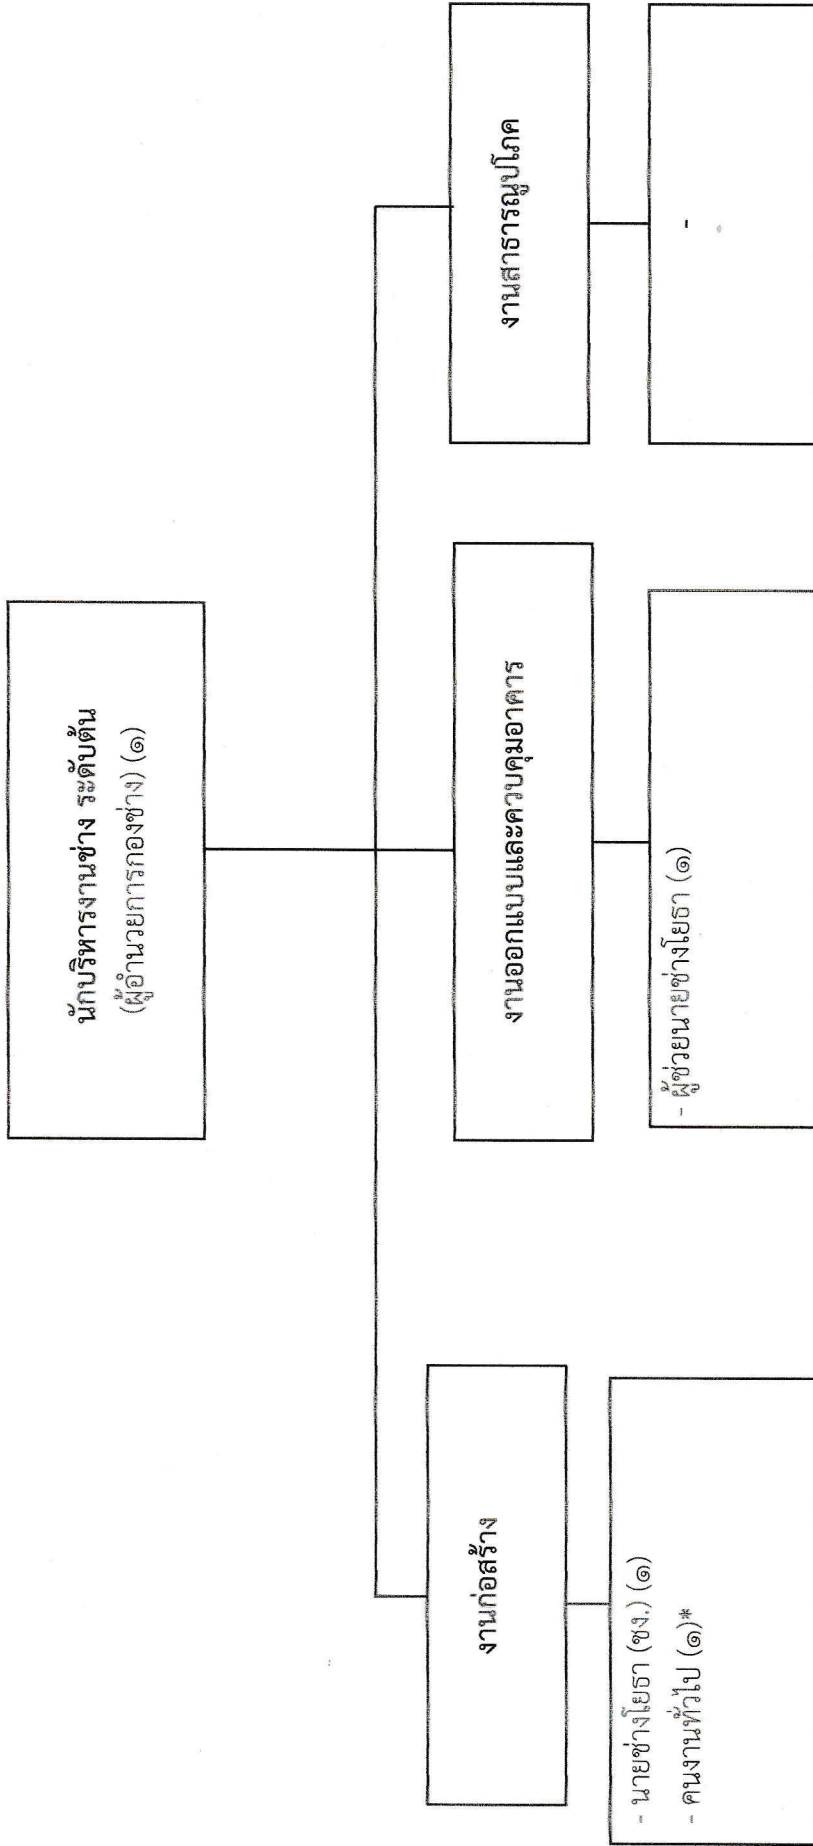 นักบริหารงานช่าง ระดับต้น
(ผู้อำนวยการกองช่าง) (๑)
งานก่อสร้าง
งานออกแบบและควบคุมอาคาร
งานสาธารณูปโภค
- นายช่างโยธา (ชง.) (๑)
- คนงานทั่วไป (๑)*
- ผู้ช่วยนายช่างโยธา (๑)
-